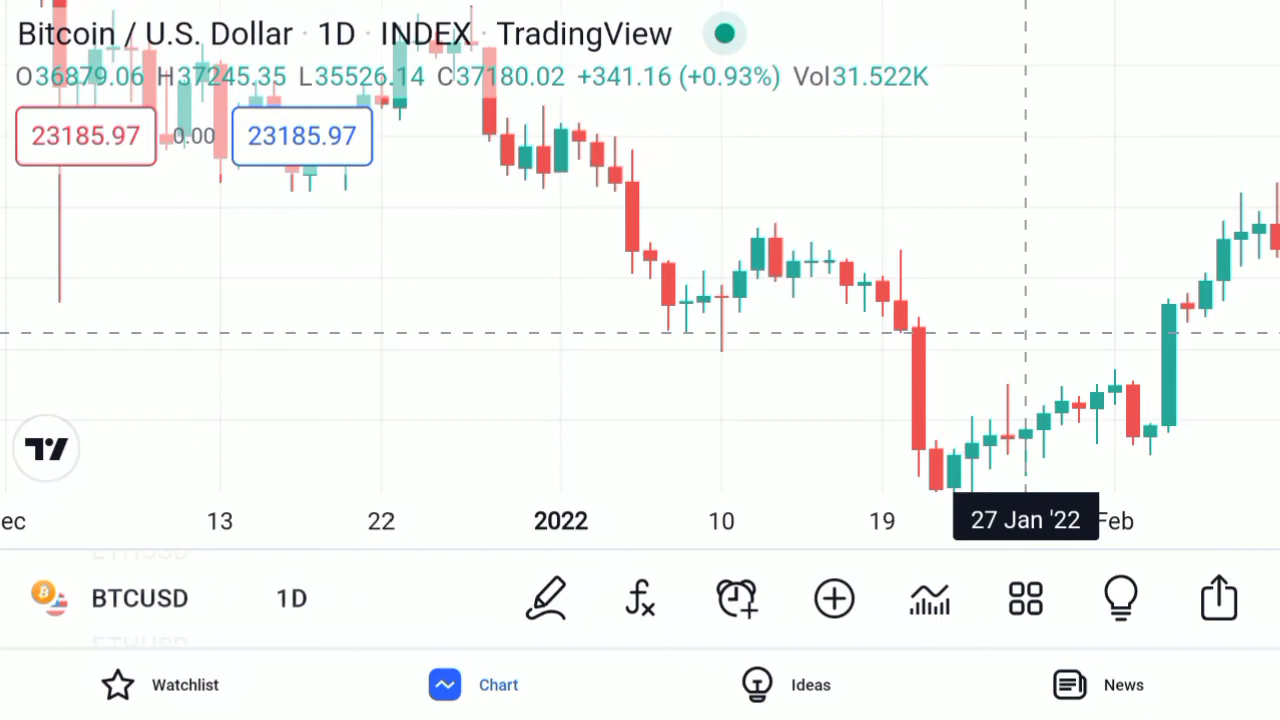 Bitcoin / U.S. Dollar · 1D · INDEX · TradingView
O36879.06 H37245.35 L35526.14 C37180.02 +341.16 (+0.93%) Vol31.522K
23185.97 0.00 23185.97
ec 13 22 2022 10 19 27 Jan '22 Feb
ETHUSD
BTCUSD 1D
ETHUSD
Watchlist Chart Ideas News